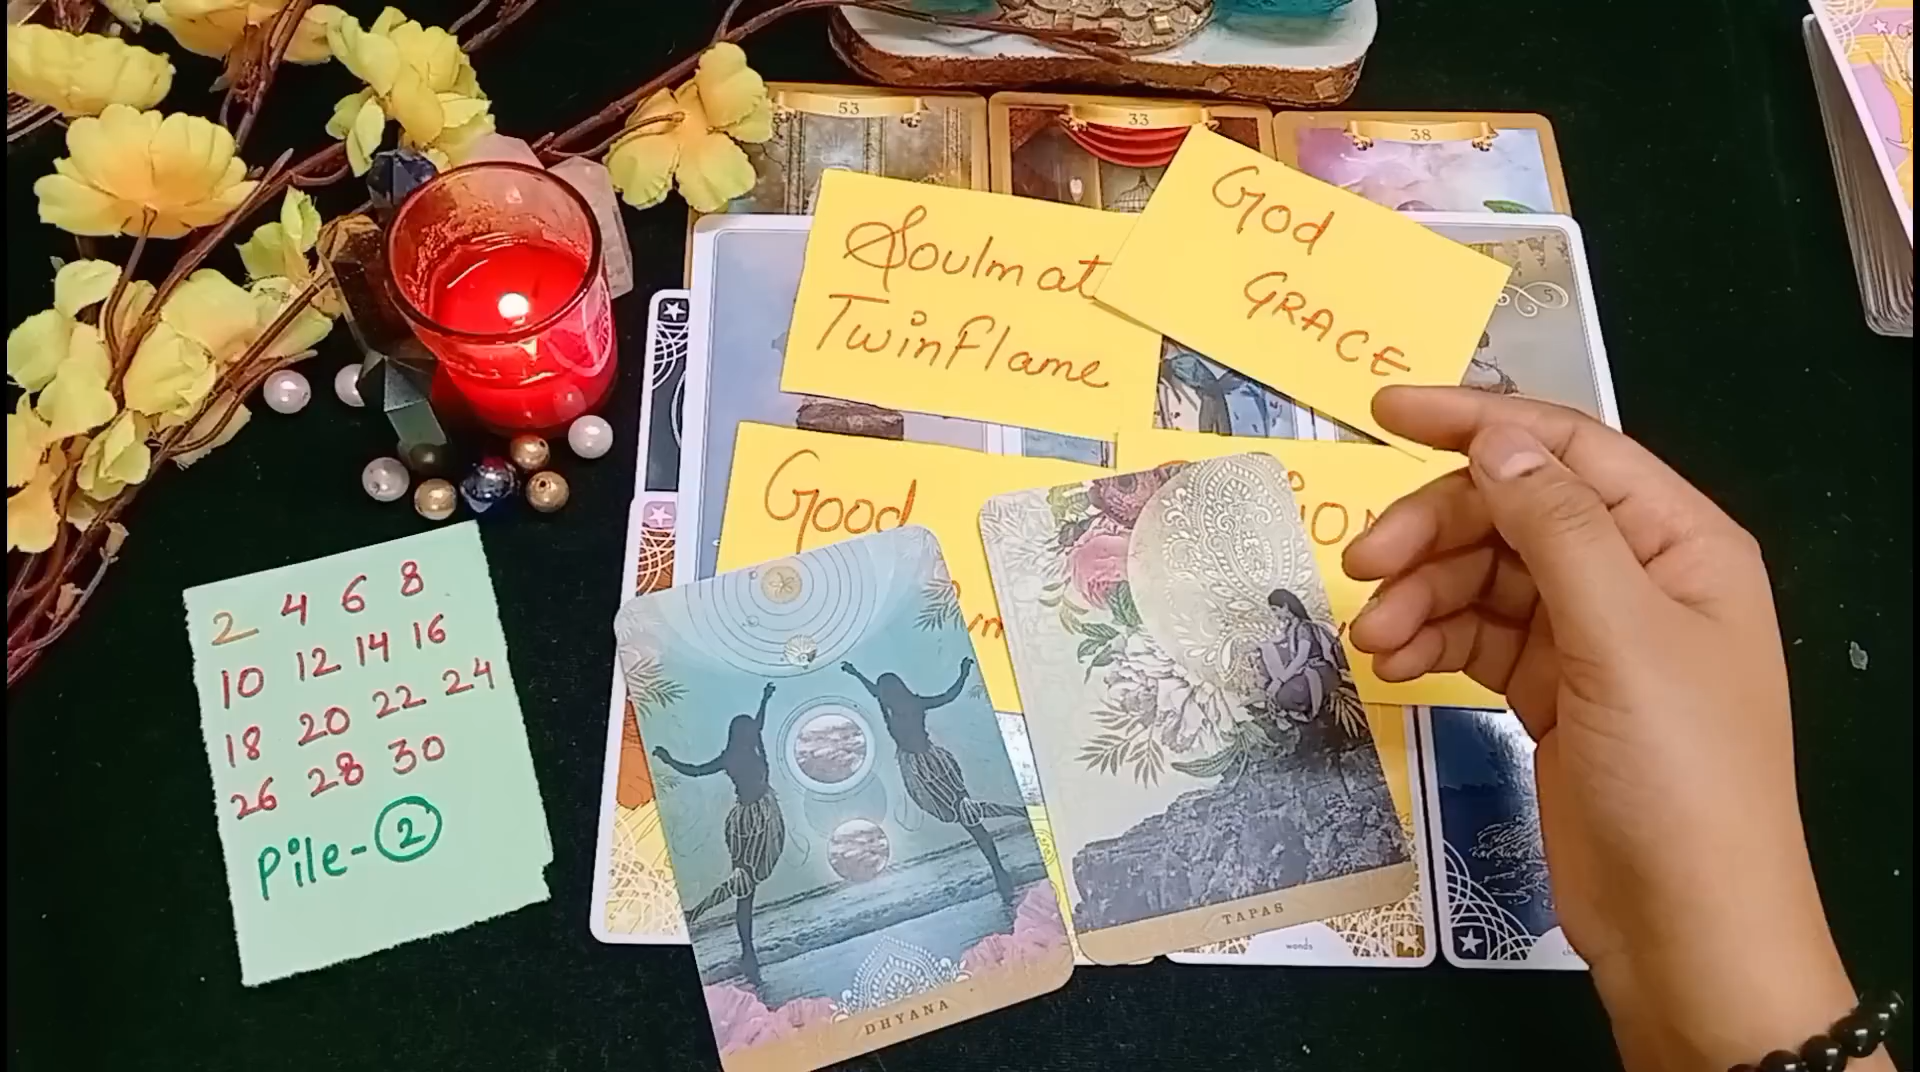 53
33
38
Soulmat
TwinFlame
God
GRACE
5
Good
2 4 6 8
10 12 14 16
18 20 22 24
26 28 30
Pile-2
DHYANA
TAPAS
wands